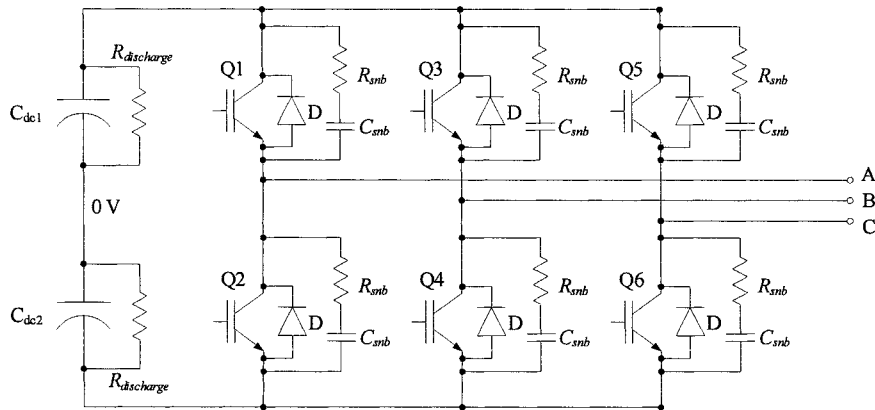 R_discharge
Q1
R_snb
Q3
R_snb
Q5
R_snb
C_dc1
D
C_snb
D
C_snb
D
C_snb
A
0 V
B
C
Q2
R_snb
Q4
R_snb
Q6
R_snb
C_dc2
D
C_snb
D
C_snb
D
C_snb
R_discharge